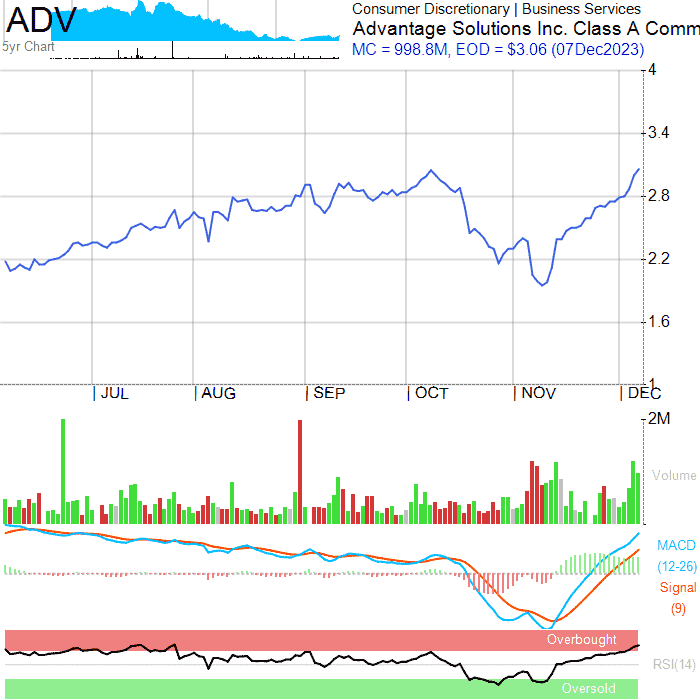 ADV
5yr Chart
Consumer Discretionary | Business Services
Advantage Solutions Inc. Class A Comm
MC = 998.8M, EOD = $3.06 (07Dec2023)
4
3.4
2.8
2.2
1.6
1
| JUL | AUG | SEP | OCT | NOV | DEC
2M
Volume
MACD
(12-26)
Signal
(9)
Overbought
RSI(14)
Oversold